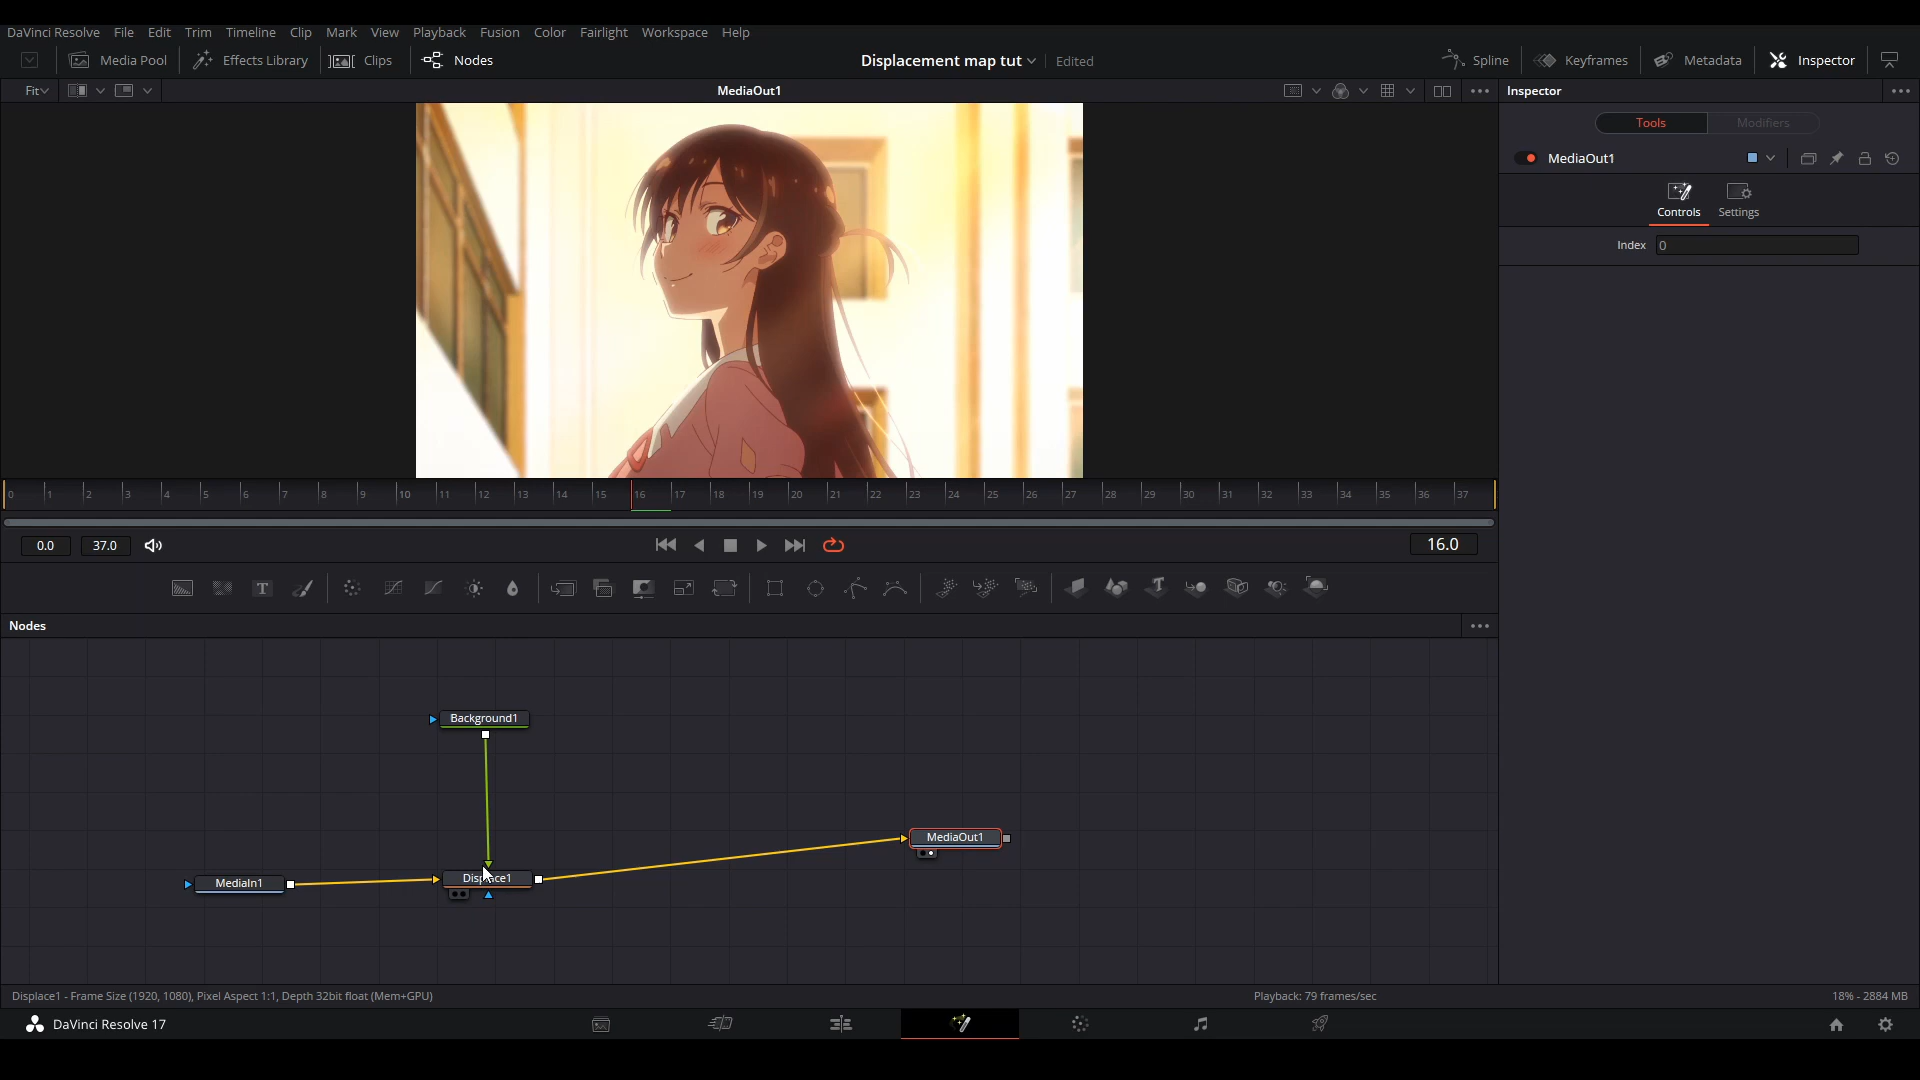 DaVinci Resolve File Edit Trim Timeline Clip Mark View Playback Fusion Color Fairlight Workspace Help
Media Pool Effects Library Clips Nodes Displacement map tut Edited Spline Keyframes Metadata Inspector
Fit MediaOut1 Inspector
Tools Modifiers
MediaOut1
Controls Settings
Index 0
0 1 2 3 4 5 6 7 8 9 10 11 12 13 14 15 16 17 18 19 20 21 22 23 24 25 26 27 28 29 30 31 32 33 34 35 36 37
0.0 37.0 16.0
T T
Nodes
Background1
MediaOut1
MediaIn1 Displace1
Displace1 - Frame Size (1920, 1080), Pixel Aspect 1:1, Depth 32bit float (Mem+GPU) Playback: 79 frames/sec 18% - 2884 MB
DaVinci Resolve 17